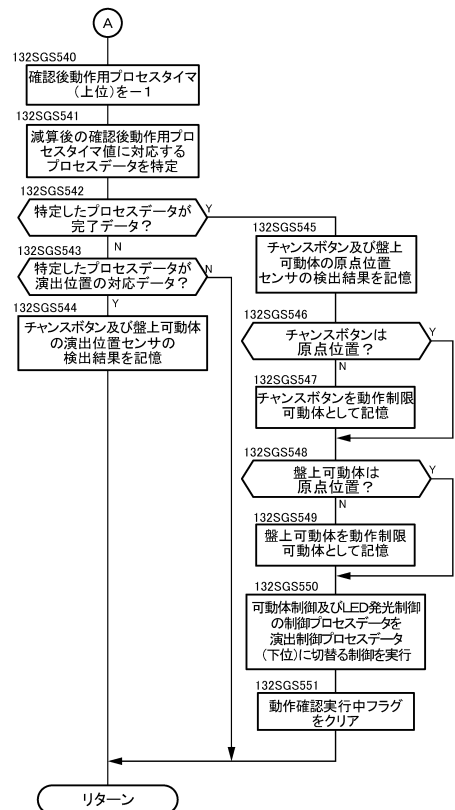 A
132SGS540
確認後動作用プロセスタイマ
(上位)を－1
132SGS541
減算後の確認後動作用プロ
セスタイマ値に対応する
プロセスデータを特定
132SGS542
特定したプロセスデータが
完了データ？
Y
N
132SGS543
特定したプロセスデータが
演出位置の対応データ？
N
Y
132SGS544
チャンスボタン及び盤上可動体
の演出位置センサの
検出結果を記憶
132SGS545
チャンスボタン及び盤上
可動体の原点位置
センサの検出結果を記憶
132SGS546
チャンスボタンは
原点位置？
Y
N
132SGS547
チャンスボタンを動作制限
可動体として記憶
132SGS548
盤上可動体は
原点位置？
Y
N
132SGS549
盤上可動体を動作制限
可動体として記憶
132SGS550
可動体制御及びLED発光制御
の制御プロセスデータを
演出制御プロセスデータ
(下位)に切替る制御を実行
132SGS551
動作確認実行中フラグ
をクリア
リターン